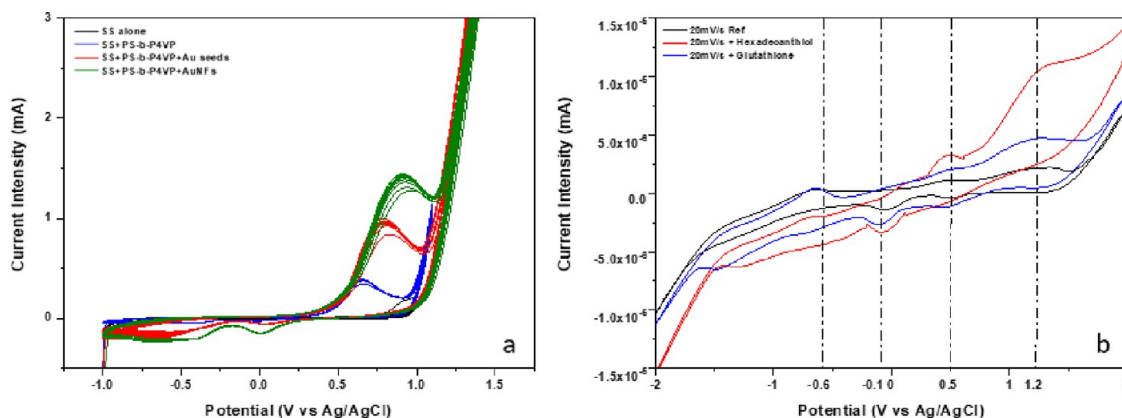 3
2
1
0
Current Intensity (mA)
SS alone
SS+PS-b-P4VP
SS+PS-b-P4VP+Au seeds
SS+PS-b-P4VP+AuNFs
a
-1.0 -0.5 0.0 0.5 1.0 1.5
Potential (V vs Ag/AgCl)
1.5x10-5
1.0x10-5
5.0x10-6
0.0
-5.0x10-6
-1.0x10-5
-1.5x10-5
Current Intensity (mA)
20mV/s Ref
20mV/s + Hexadecanthiol
20mV/s + Glutathione
b
-2 -1 -0.6 -0.1 0 0.5 1 1.2
Potential (V vs Ag/AgCl)